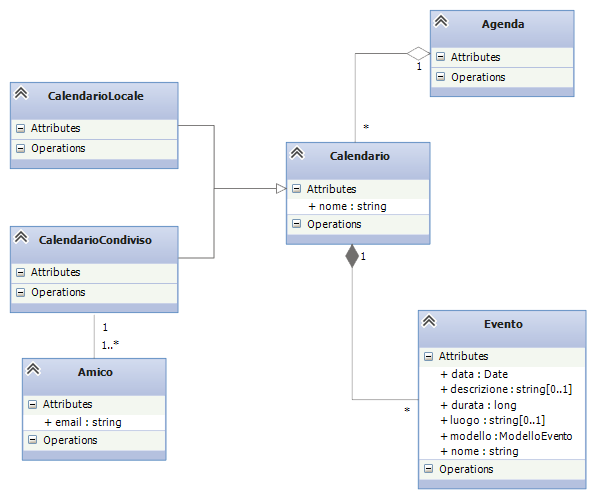 Agenda
Attributes
Operations
1
*
CalendarioLocale
Attributes
Operations
Calendario
Attributes
+ nome : string
Operations
1
CalendarioCondiviso
Attributes
Operations
1
1..*
Amico
Attributes
+ email : string
Operations
Evento
Attributes
+ data : Date
+ descrizione : string[0..1]
+ durata : long
+ luogo : string[0..1]
+ modello :ModelloEvento
+ nome : string
Operations
*